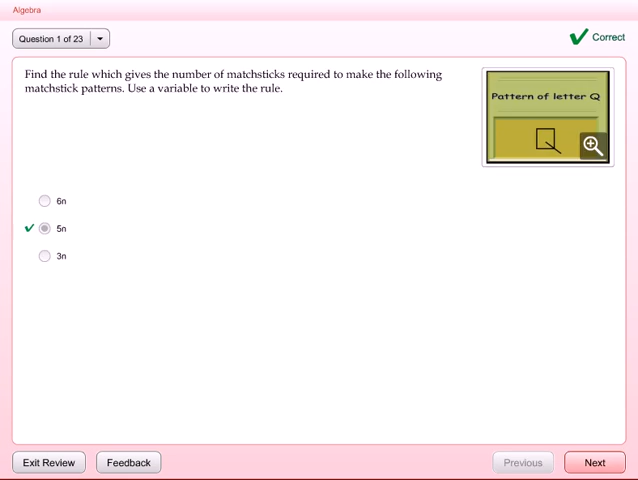 Algebra
Question 1 of 23
Correct
Find the rule which gives the number of matchsticks required to make the following
matchstick patterns. Use a variable to write the rule.
Pattern of letter Q
6n
5n
3n
Exit Review
Feedback
Previous
Next